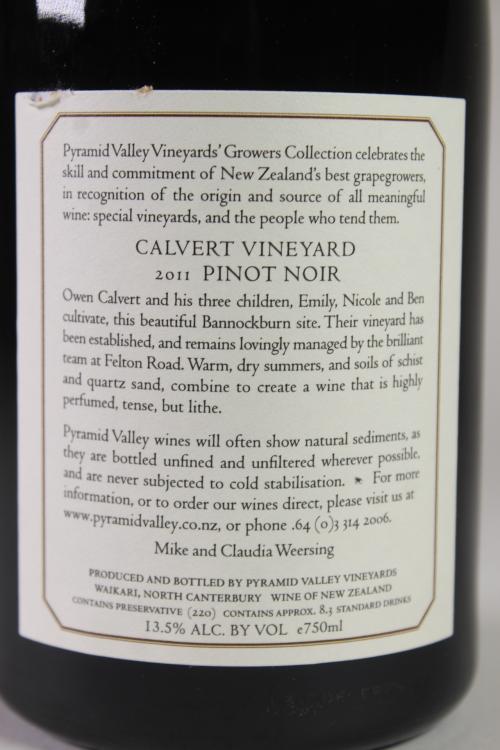 Pyramid Valley Vineyards' Growers Collection celebrates the
skill and commitment of New Zealand's best grapegrowers,
in recognition of the origin and source of all meaningful
wine: special vineyards, and the people who tend them.
CALVERT VINEYARD
2011 PINOT NOIR
Owen Calvert and his three children, Emily, Nicole and Ben
cultivate, this beautiful Bannockburn site. Their vineyard has
been established, and remains lovingly managed by the brilliant
team at Felton Road. Warm, dry summers, and soils of schist
and quartz sand, combine to create a wine that is highly
perfumed, tense, but lithe.
Pyramid Valley wines will often show natural sediments, as
they are bottled unfined and unfiltered wherever possible,
and are never subjected to cold stabilisation. * For more
information, or to order our wines direct, please visit us at
www.pyramidvalley.co.nz, or phone .64 (0)3 314 2006.
Mike and Claudia Weersing
PRODUCED AND BOTTLED BY PYRAMID VALLEY VINEYARDS
WAIKARI, NORTH CANTERBURY WINE OF NEW ZEALAND
CONTAINS PRESERVATIVE (220) CONTAINS APPROX. 8.3 STANDARD DRINKS
13.5% ALC. BY VOL e750ml